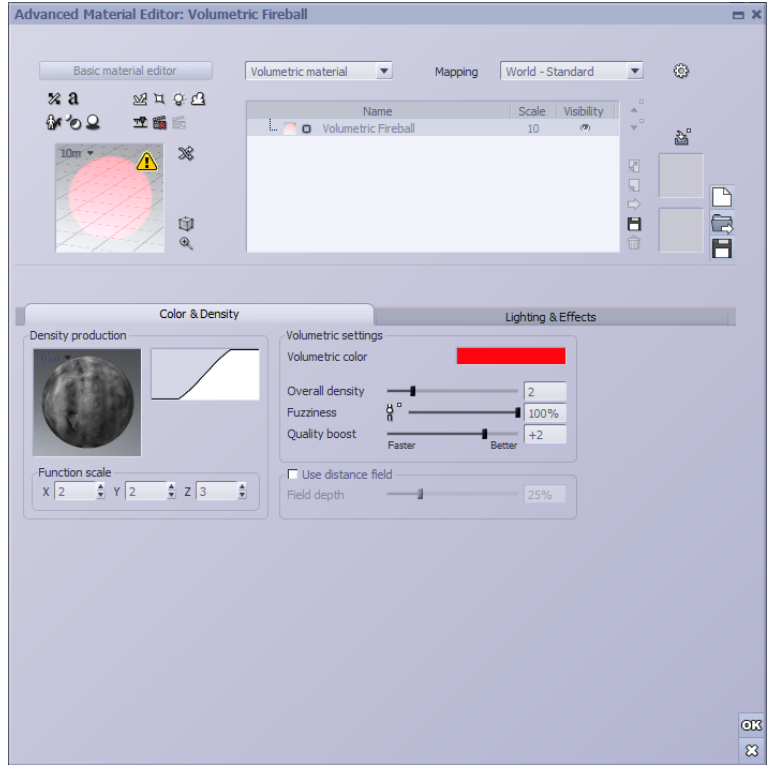 Advanced Material Editor: Volumetric Fireball
Basic material editor
Volumetric material
Mapping
World - Standard
a
Name Scale Visibility
Volumetric Fireball 10
10m
Color & Density
Lighting & Effects
Density production
Volumetric settings
Volumetric color
Overall density 2
Fuzziness 100%
Quality boost +2
Faster Better
Function scale
X 2 Y 2 Z 3
Use distance field
Field depth 25%
OK